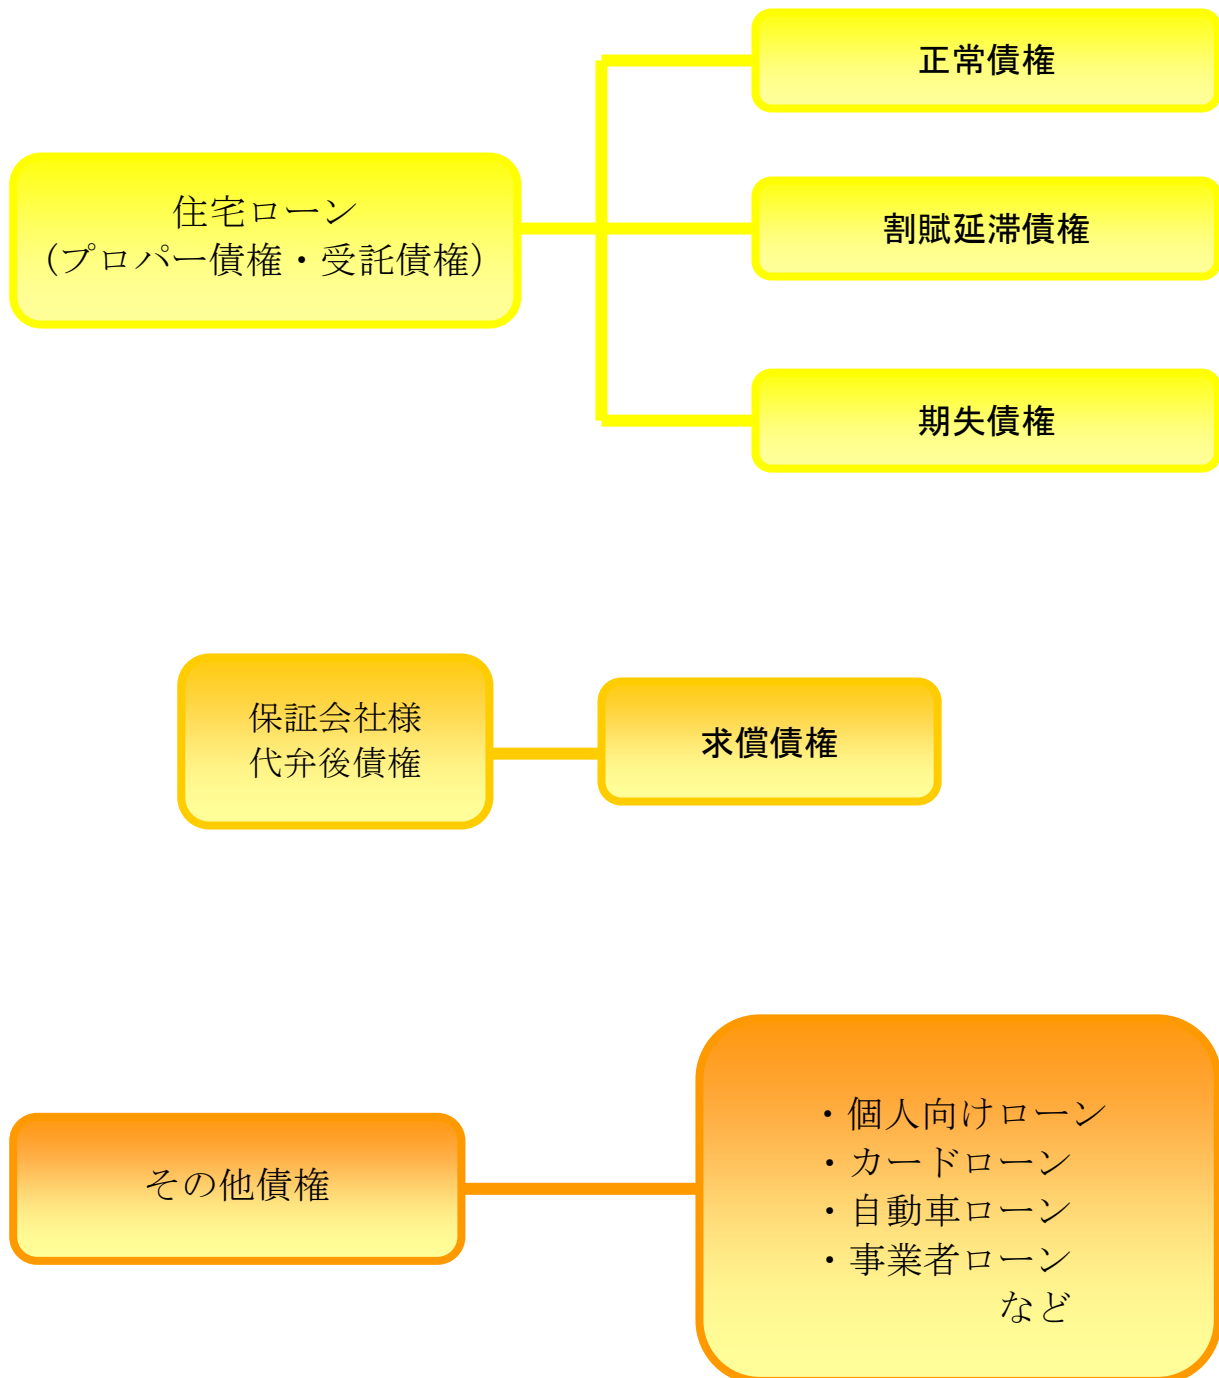 正常債権
住宅ローン
（プロパー債権・受託債権）
割賦延滞債権
期失債権
保証会社様
代弁後債権
求償債権
その他債権
・個人向けローン
・カードローン
・自動車ローン
・事業者ローン
など